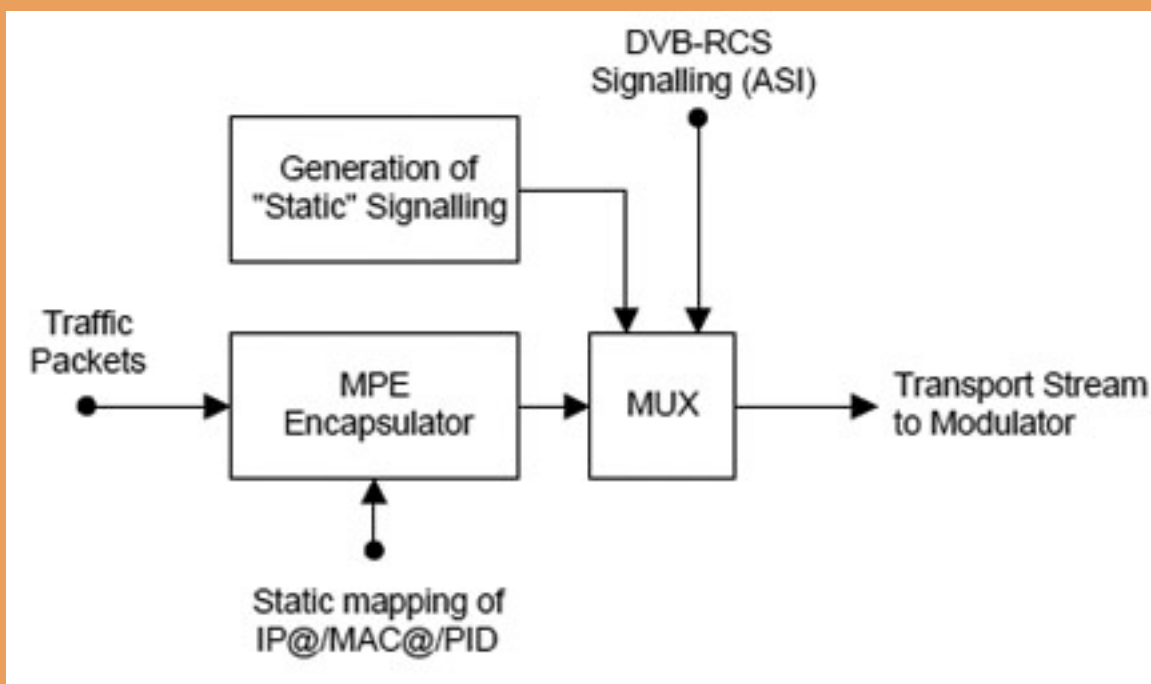 DVB-RCS
Signalling (ASI)
Generation of
"Static" Signalling
Traffic
Packets
MPE
Encapsulator
MUX
Transport Stream
to Modulator
Static mapping of
IP@/MAC@/PID